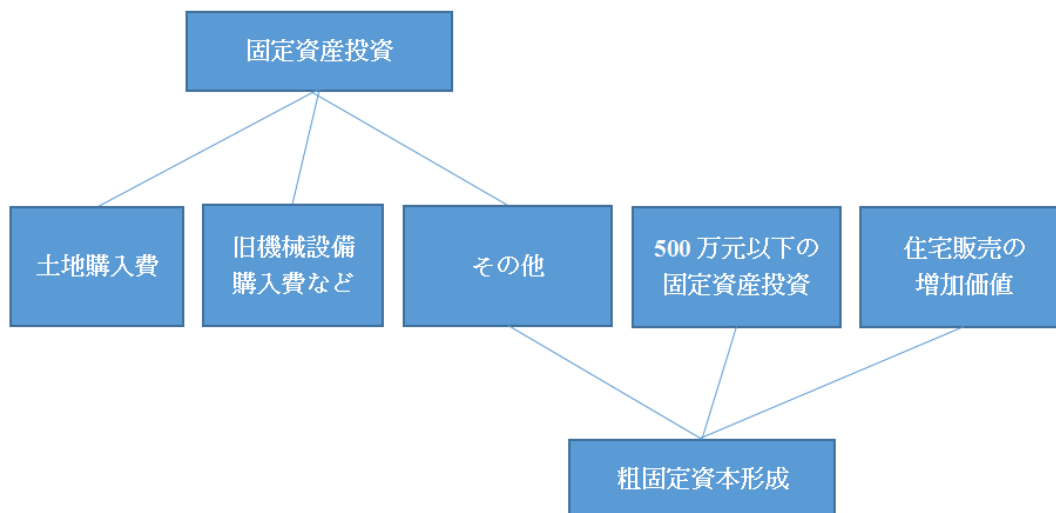 固定資産投資
土地購入費
旧機械設備
購入費など
その他
500 万元以下の
固定資産投資
住宅販売の
増加価値
粗固定資本形成